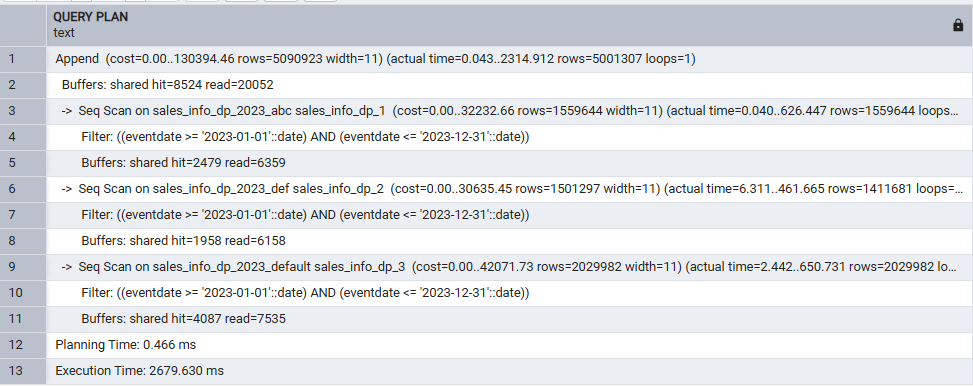 QUERY PLAN
text
1 Append (cost=0.00..130394.46 rows=5090923 width=11) (actual time=0.043..2314.912 rows=5001307 loops=1)
2 Buffers: shared hit=8524 read=20052
3 -> Seq Scan on sales_info_dp_2023_abc sales_info_dp_1 (cost=0.00..32232.66 rows=1559644 width=11) (actual time=0.040..626.447 rows=1559644 loops...
4 Filter: ((eventdate >= '2023-01-01'::date) AND (eventdate <= '2023-12-31'::date))
5 Buffers: shared hit=2479 read=6359
6 -> Seq Scan on sales_info_dp_2023_def sales_info_dp_2 (cost=0.00..30635.45 rows=1501297 width=11) (actual time=6.311..461.665 rows=1411681 loops=...
7 Filter: ((eventdate >= '2023-01-01'::date) AND (eventdate <= '2023-12-31'::date))
8 Buffers: shared hit=1958 read=6158
9 -> Seq Scan on sales_info_dp_2023_default sales_info_dp_3 (cost=0.00..42071.73 rows=2029982 width=11) (actual time=2.442..650.731 rows=2029982 lo...
10 Filter: ((eventdate >= '2023-01-01'::date) AND (eventdate <= '2023-12-31'::date))
11 Buffers: shared hit=4087 read=7535
12 Planning Time: 0.466 ms
13 Execution Time: 2679.630 ms